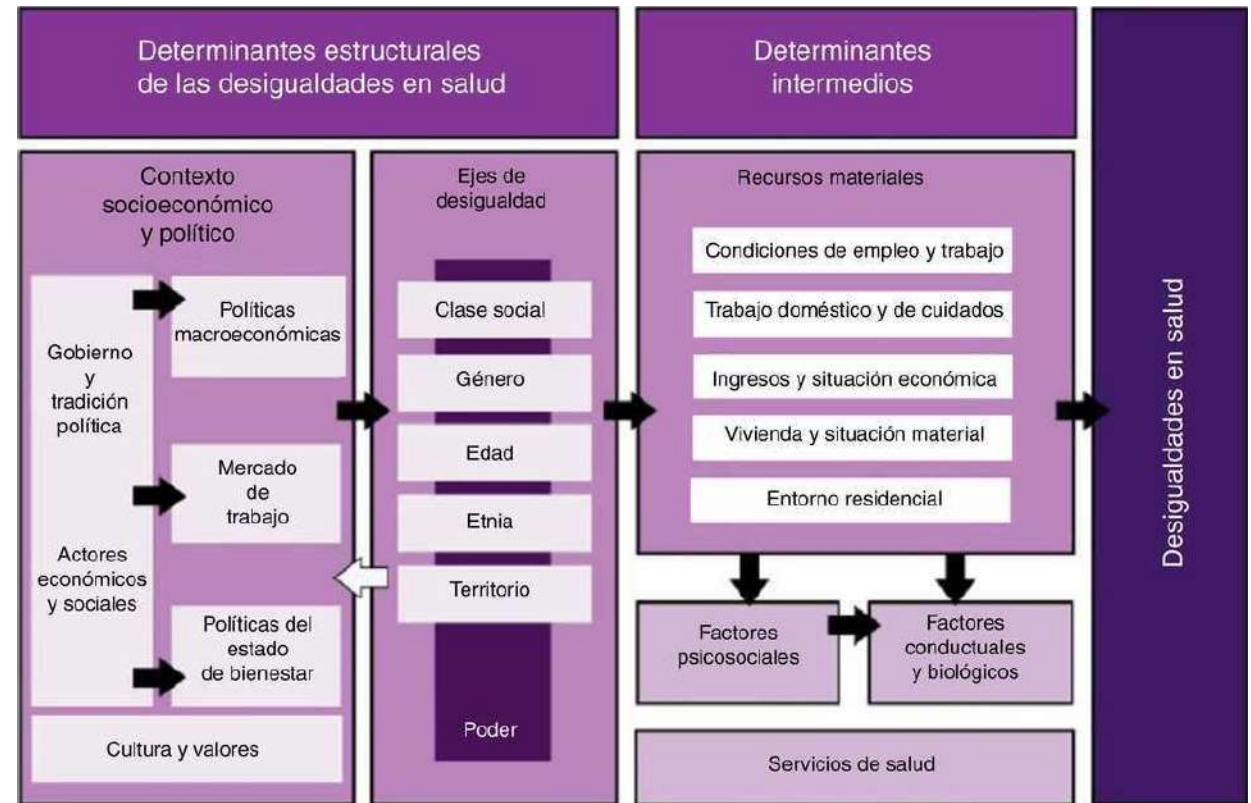 Determinantes estructurales
de las desigualdades en salud
Determinantes
intermedios
Contexto
socioeconómico
y político
Gobierno
y
tradición
política
Actores
económicos
y sociales
Políticas
macroeconómicas
Mercado
de
trabajo
Políticas del
estado
de bienestar
Cultura y valores
Ejes de
desigualdad
Clase social
Género
Edad
Etnia
Territorio
Poder
Recursos materiales
Condiciones de empleo y trabajo
Trabajo doméstico y de cuidados
Ingresos y situación económica
Vivienda y situación material
Entorno residencial
Factores
psicosociales
Factores
conductuales
y biológicos
Servicios de salud
Desigualdades en salud